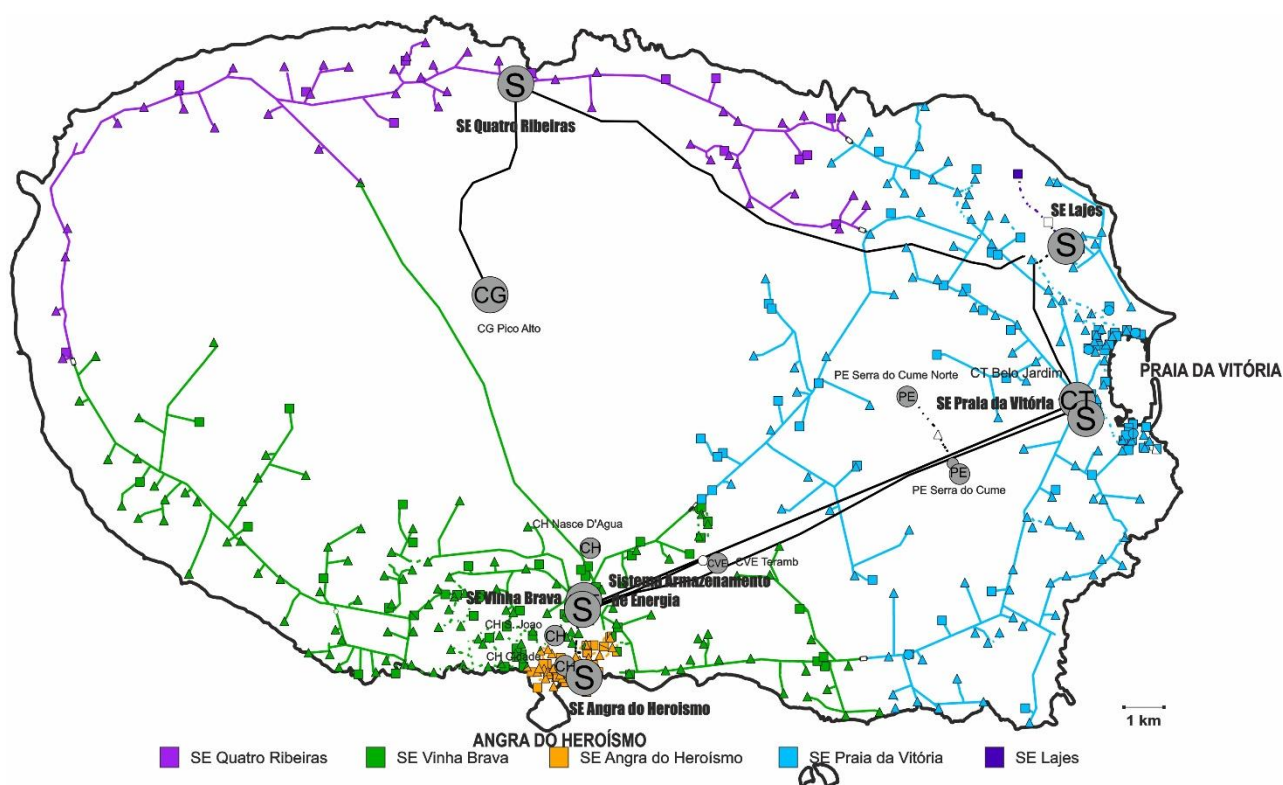 S
SE Quatro Ribeiras
SE Lajes
S
CG
CG Pico Alto
PRAIA DA VITÓRIA
CT Belo Jardim
PE Serra do Cume Norte
PE
CT
SE Praia da Vitória
S
PE
PE Serra do Cume
CH Nasce D'Agua
CH
CVE
CVE Teramb
Sistema Armazenamento
de Energia
SE Vinha Brava
S
CH S. Joao
CH
CH Cidade
CH
S
SE Angra do Heroismo
1 km
ANGRA DO HEROÍSMO
SE Quatro Ribeiras
SE Vinha Brava
SE Angra do Heroísmo
SE Praia da Vitória
SE Lajes